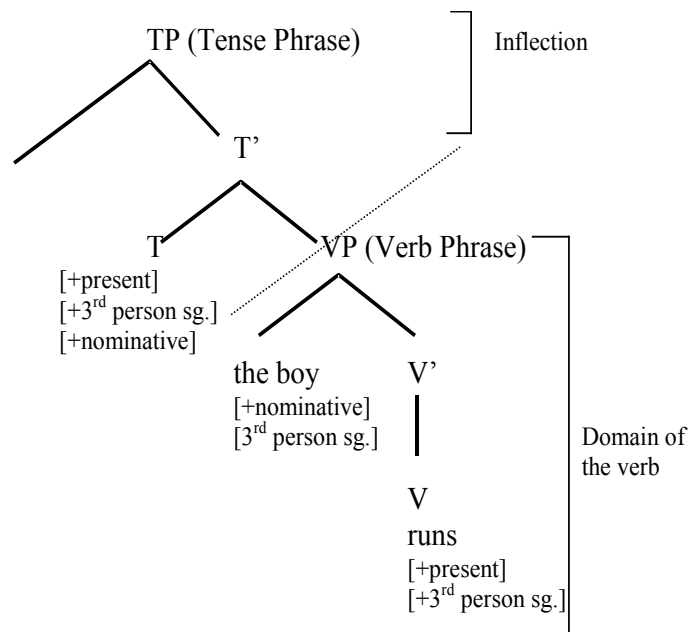 TP (Tense Phrase)
Inflection
T’
T
VP (Verb Phrase)
[+present]
[+3rd person sg.]
[+nominative]
the boy
V’
[+nominative]
[3rd person sg.]
Domain of
the verb
V
runs
[+present]
[+3rd person sg.]